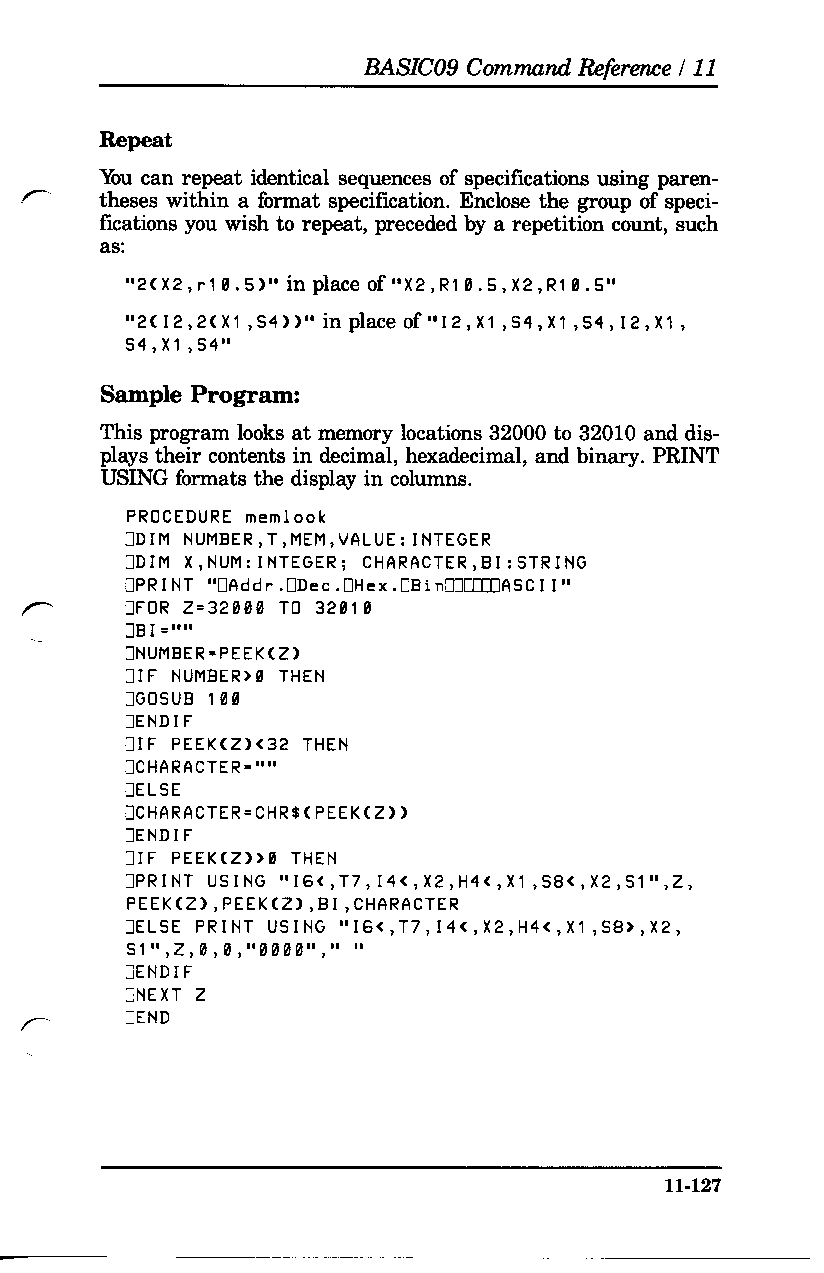 BASIC09 Command Reference / 11
Repeat
You can repeat identical sequences of specifications using paren-
theses within a format specification. Enclose the group of speci-
fications you wish to repeat, preceded by a repetition count, such
as:
"2(X2,r10.5)" in place of "X2,R10.5,X2,R10.5"
"2(I2,2(X1,S4))" in place of "I2,X1,S4,X1,S4,I2,X1,
S4,X1,S4"
Sample Program:
This program looks at memory locations 32000 to 32010 and dis-
plays their contents in decimal, hexadecimal, and binary. PRINT
USING formats the display in columns.
PROCEDURE memlook
□DIM NUMBER,T,MEM,VALUE:INTEGER
□DIM X,NUM:INTEGER; CHARACTER,BI:STRING
□PRINT "□Addr.□Dec.□Hex.□Bin□□□□□□ASCII"
□FOR Z=32000 TO 32010
□BI=""
□NUMBER=PEEK(Z)
□IF NUMBER>0 THEN
□GOSUB 100
□ENDIF
□IF PEEK(Z)<32 THEN
□CHARACTER=""
□ELSE
□CHARACTER=CHR$(PEEK(Z))
□ENDIF
□IF PEEK(Z)>0 THEN
□PRINT USING "I6<,T7,I4<,X2,H4<,X1,S8<,X2,S1",Z,
PEEK(Z),PEEK(Z),BI,CHARACTER
□ELSE PRINT USING "I6<,T7,I4<,X2,H4<,X1,S8>,X2,
S1",Z,0,0,"0000"," "
□ENDIF
□NEXT Z
□END
11-127